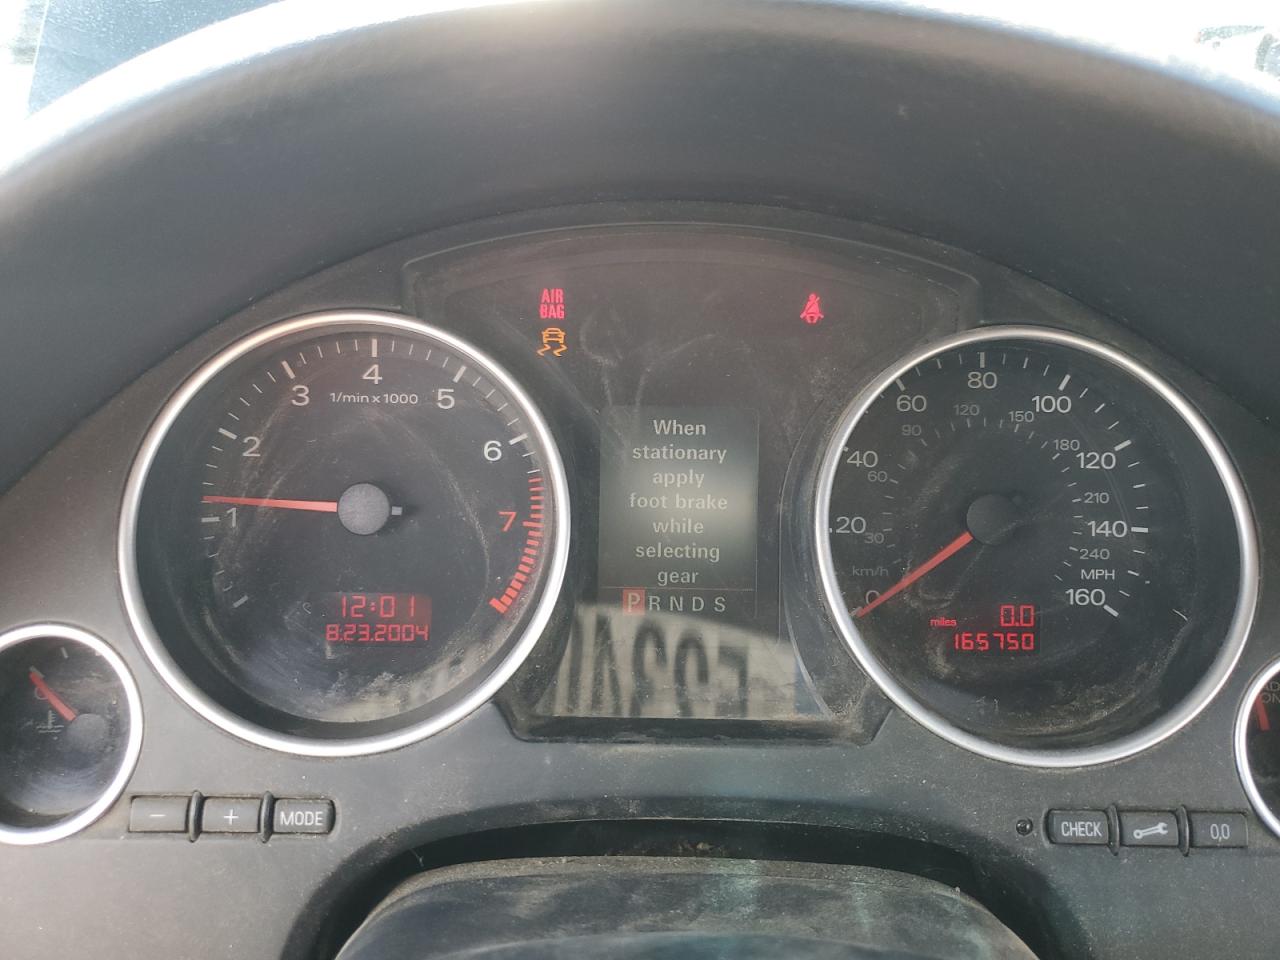 AIR
BAG
1
2
3
4
5
6
7
1/min x 1000
12:01
8.23.2004
When
stationary
apply
foot brake
while
selecting
gear
P R N D S
0
20
40
60
80
100
120
140
160
MPH
km/h
30
60
90
120
150
180
210
240
0.0
miles
165750
−
+
MODE
CHECK
0,0